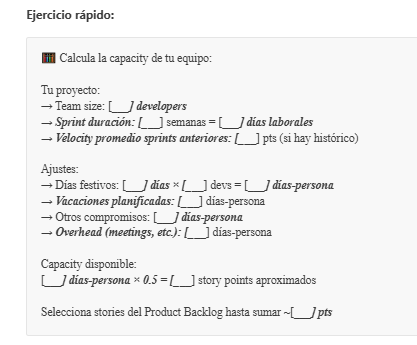 Ejercicio rápido:
🧮 Calcula la capacity de tu equipo:
Tu proyecto:
→ Team size: [___] developers
→ Sprint duración: [___] semanas = [___] días laborales
→ Velocity promedio sprints anteriores: [___] pts (si hay histórico)
Ajustes:
→ Días festivos: [___] días × [___] devs = [___] días-persona
→ Vacaciones planificadas: [___] días-persona
→ Otros compromisos: [___] días-persona
→ Overhead (meetings, etc.): [___] días-persona
Capacity disponible:
[___] días-persona × 0.5 = [___] story points aproximados
Selecciona stories del Product Backlog hasta sumar ~[___] pts